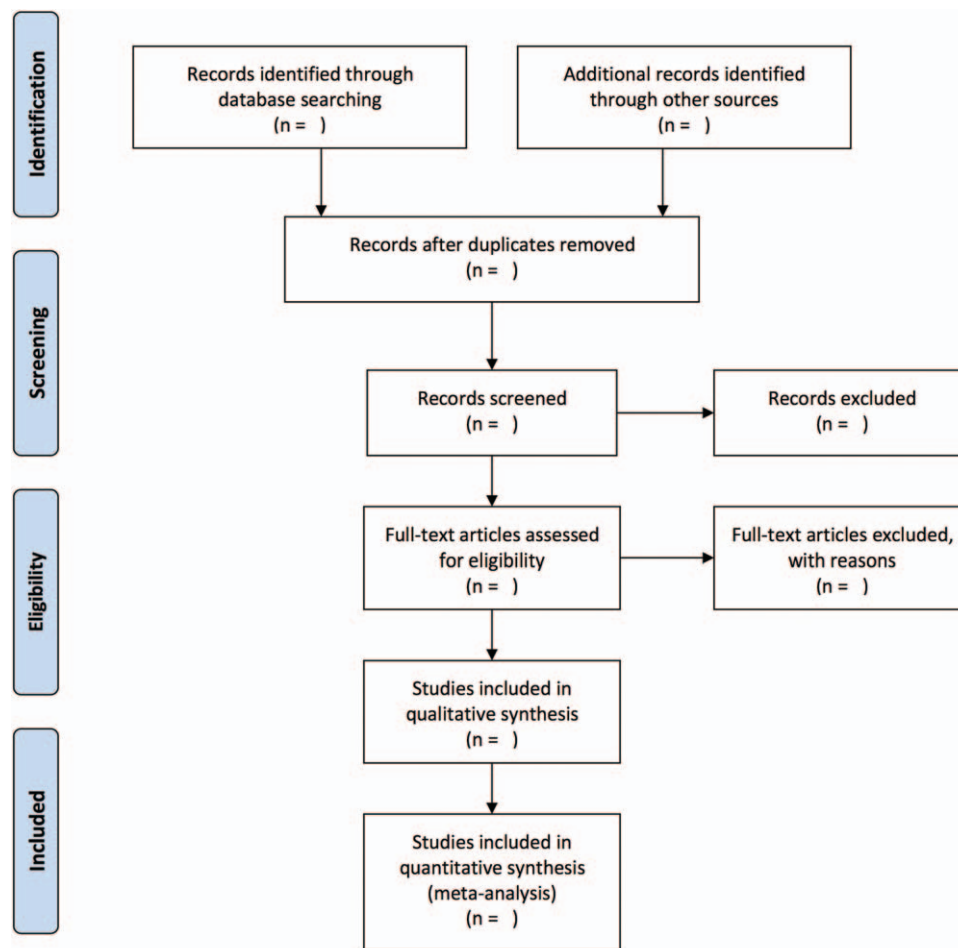 Identification
Records identified through
database searching
(n =   )
Additional records identified
through other sources
(n =   )
Records after duplicates removed
(n =   )
Screening
Records screened
(n =   )
Records excluded
(n =   )
Eligibility
Full-text articles assessed
for eligibility
(n =   )
Full-text articles excluded,
with reasons
(n =   )
Studies included in
qualitative synthesis
(n =   )
Included
Studies included in
quantitative synthesis
(meta-analysis)
(n =   )